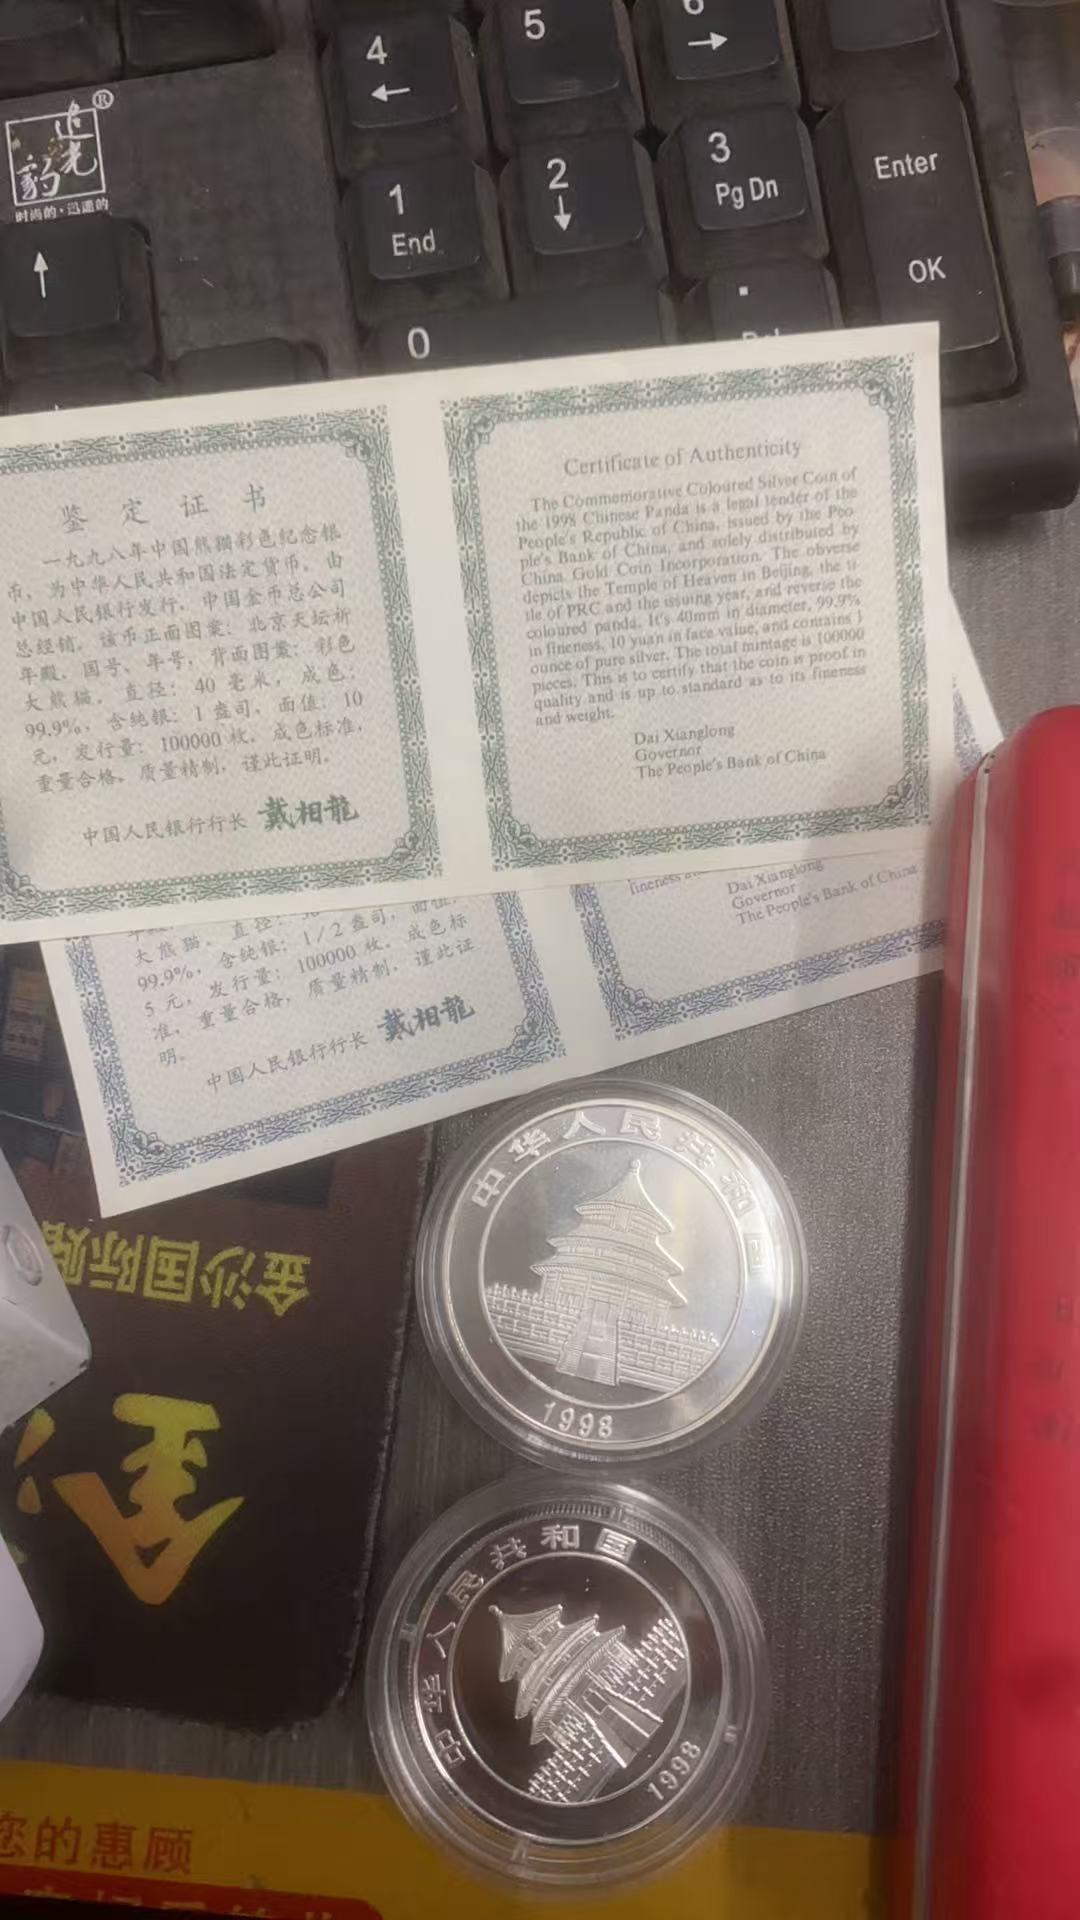 4
5
6
追光豹®
时尚的·迅速的
1
End
2
3
Pg Dn
Enter
OK
0
.
鉴定证书
一九九八年中国熊猫彩色纪念银
币，为中华人民共和国法定货币，由
中国人民银行发行，中国金币总公司
总经销。该币正面图案：北京天坛祈
年殿、国号、年号，背面图案：彩色
大熊猫。直径：40毫米，成色：
99.9%，含纯银：1盎司，面值：10
元，发行量：100000枚。成色标准，
重量合格，质量精制，谨此证明。
中国人民银行行长 戴相龍
Certificate of Authenticity
The Commemorative Coloured Silver Coin of
the 1998 Chinese Panda is a legal tender of the
People's Republic of China, issued by the Peo-
ple's Bank of China, and solely distributed by
China Gold Coin Incorporation. The obverse
depicts the Temple of Heaven in Beijing, the ti-
tle of PRC and the issuing year, and reverse the
coloured panda. It's 40mm in diameter, 99.9%
in fineness, 10 yuan in face value, and contains 1
ounce of pure silver. The total mintage is 100000
pieces. This is to certify that the coin is proof in
quality and is up to standard as to its fineness
and weight.
Dai Xianglong
Governor
The People's Bank of China
大熊猫。直径：
99.9%，含纯银：1/2盎司，面值：
5元，发行量：100000枚。成色标
准，重量合格，质量精制，谨此证
明。
中国人民银行行长 戴相龍
fineness
Dai Xianglong
Governor
The People's Bank of China
中华人民共和国
1998
金沙国际
金
中华人民共和国
1998
您的惠顾